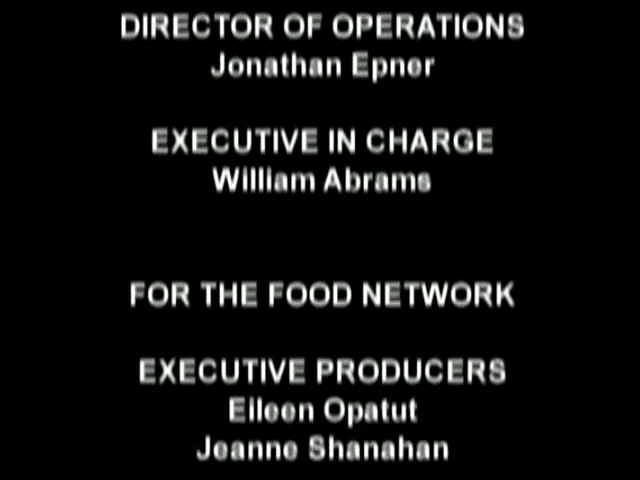 DIRECTOR OF OPERATIONS
Jonathan Epner
EXECUTIVE IN CHARGE
William Abrams
FOR THE FOOD NETWORK
EXECUTIVE PRODUCERS
Eileen Opatut
Jeanne Shanahan